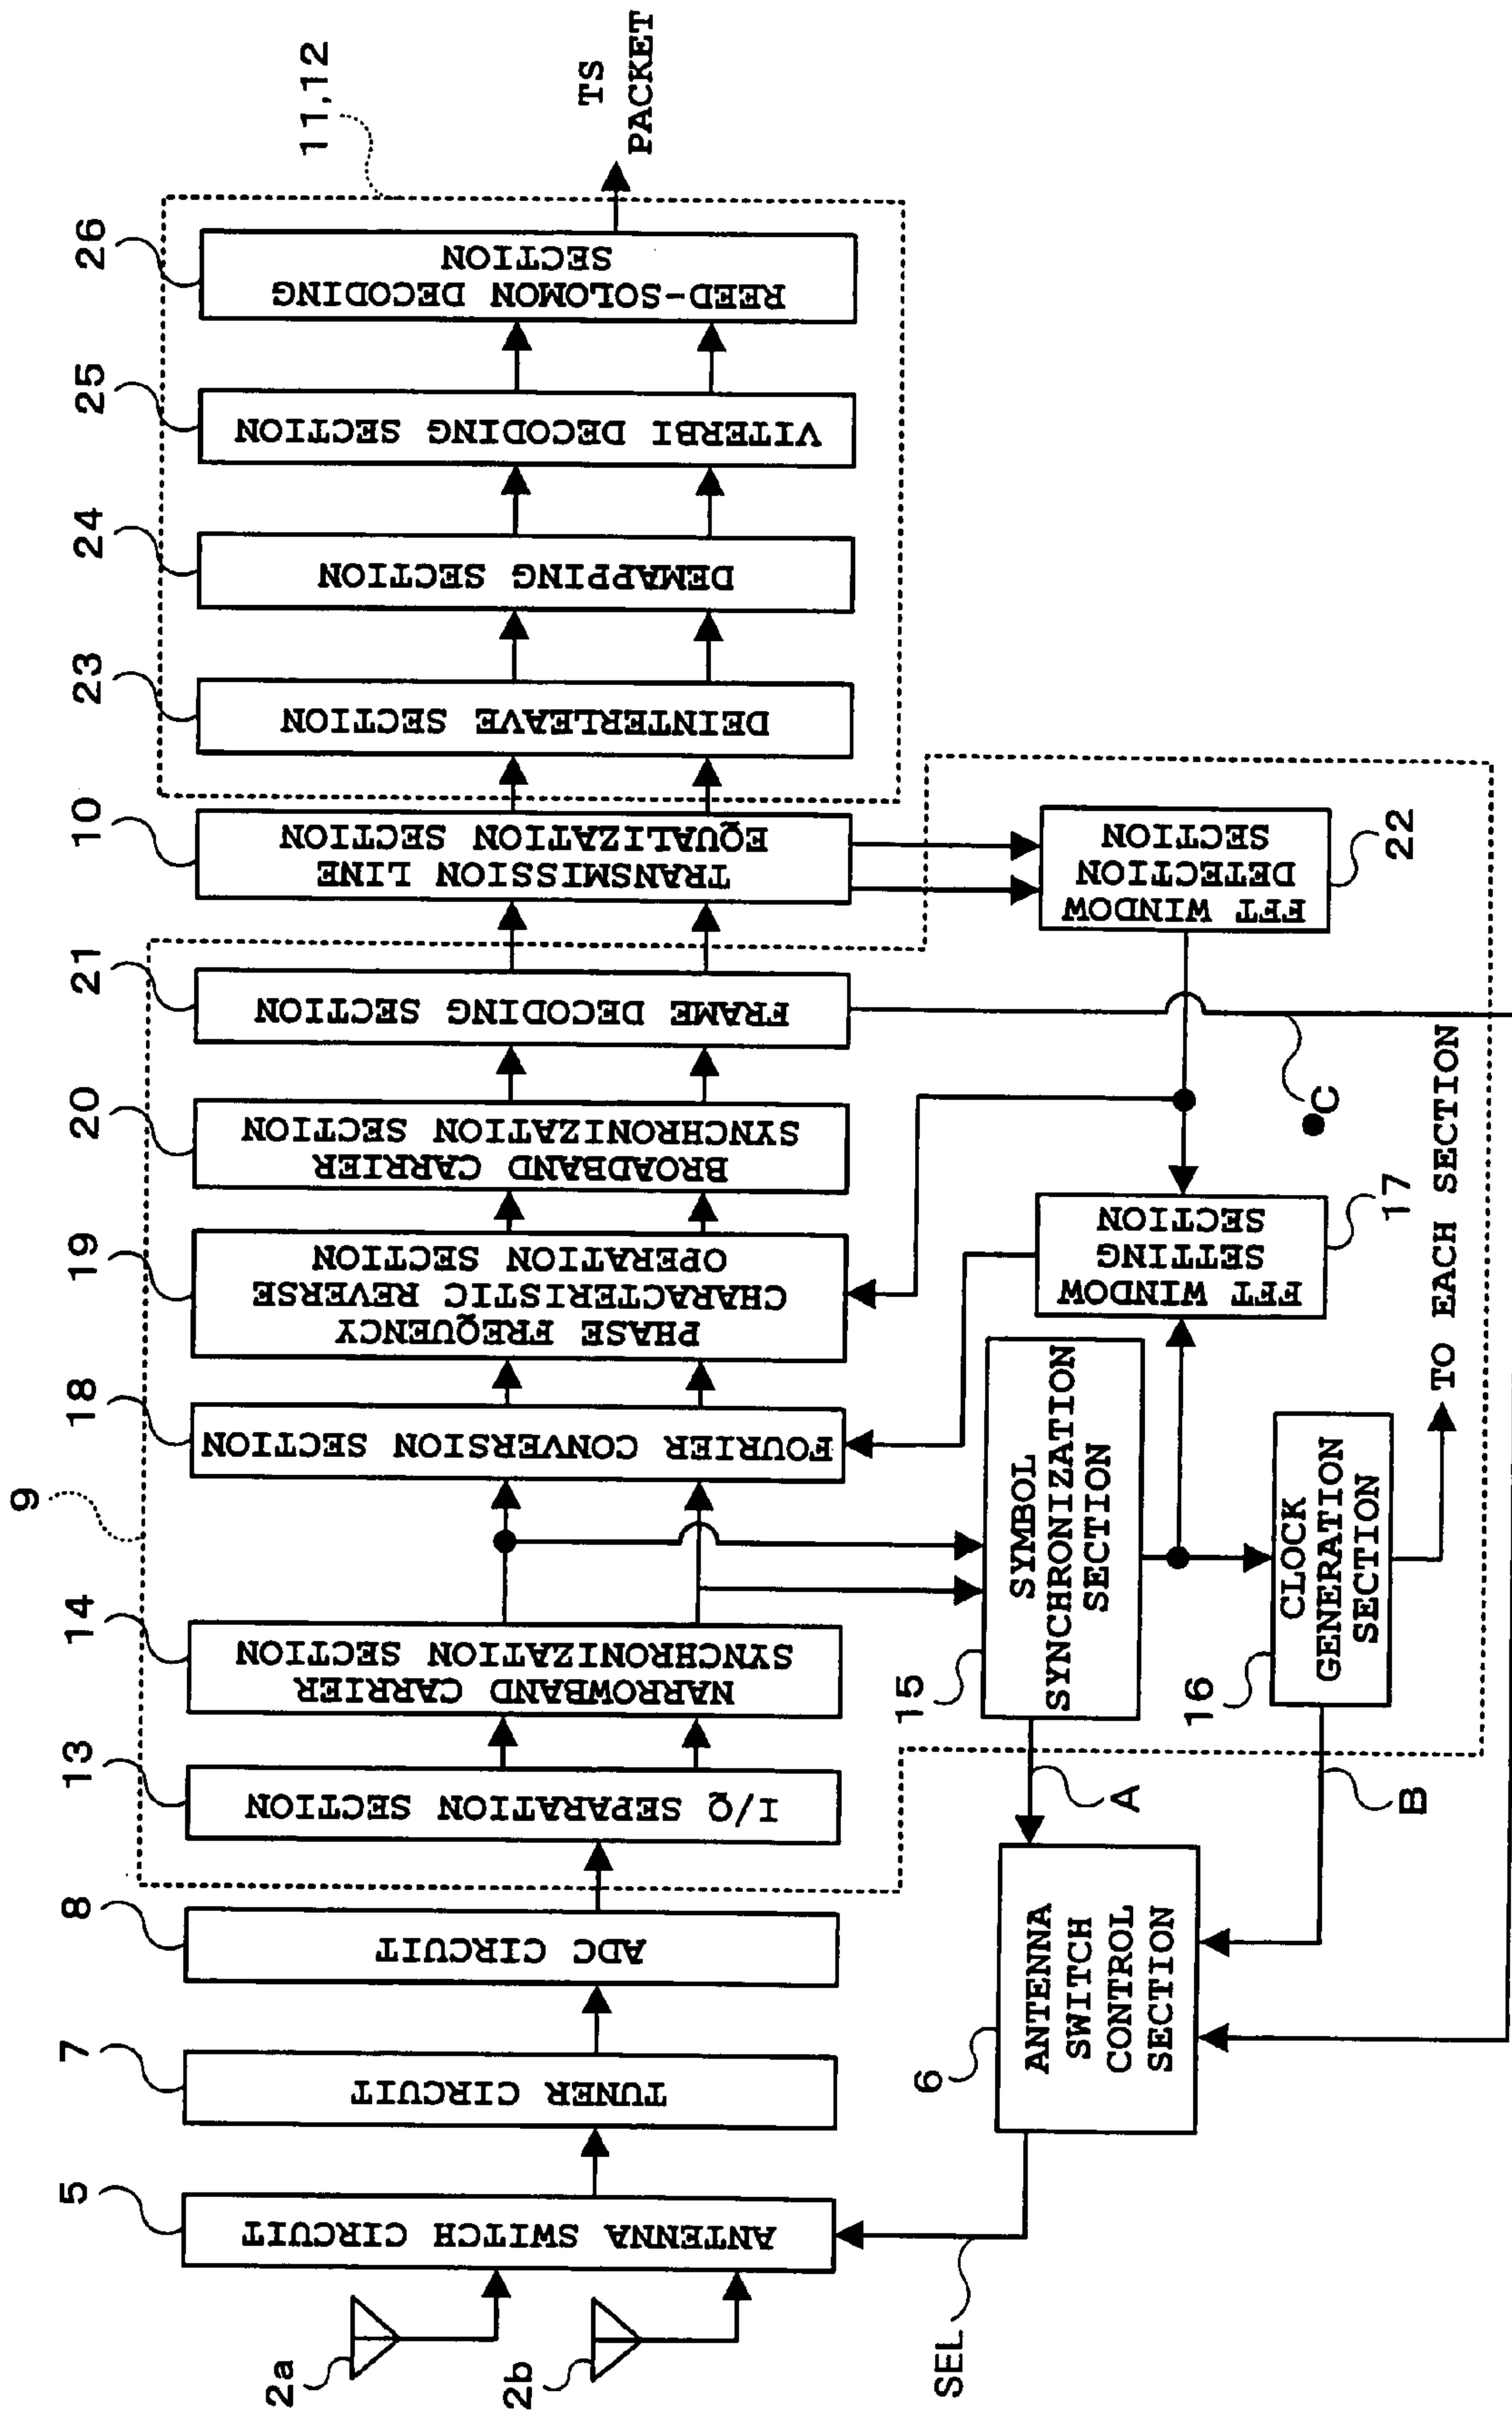 2a
2b
5
ANTENNA SWITCH CIRCUIT
SEL
7
TUNER CIRCUIT
6
ANTENNA
SWITCH
CONTROL
SECTION
8
ADC CIRCUIT
A
B
9
13
I/Q SEPARATION SECTION
14
NARROWBAND CARRIER
SYNCHRONIZATION SECTION
15
SYMBOL
SYNCHRONIZATION
SECTION
16
CLOCK
GENERATION
SECTION
TO EACH SECTION
18
FOURIER CONVERSION SECTION
19
PHASE FREQUENCY
CHARACTERISTIC REVERSE
OPERATION SECTION
17
FFT WINDOW
SETTING
SECTION
C
20
BROADBAND CARRIER
SYNCHRONIZATION SECTION
21
FRAME DECODING SECTION
10
TRANSMISSION LINE
EQUALIZATION SECTION
22
FFT WINDOW
DETECTION
SECTION
23
DEINTERLEAVE SECTION
24
DEMAPPING SECTION
25
VITERBI DECODING SECTION
26
REED-SOLOMON DECODING
SECTION
11,12
TS
PACKET